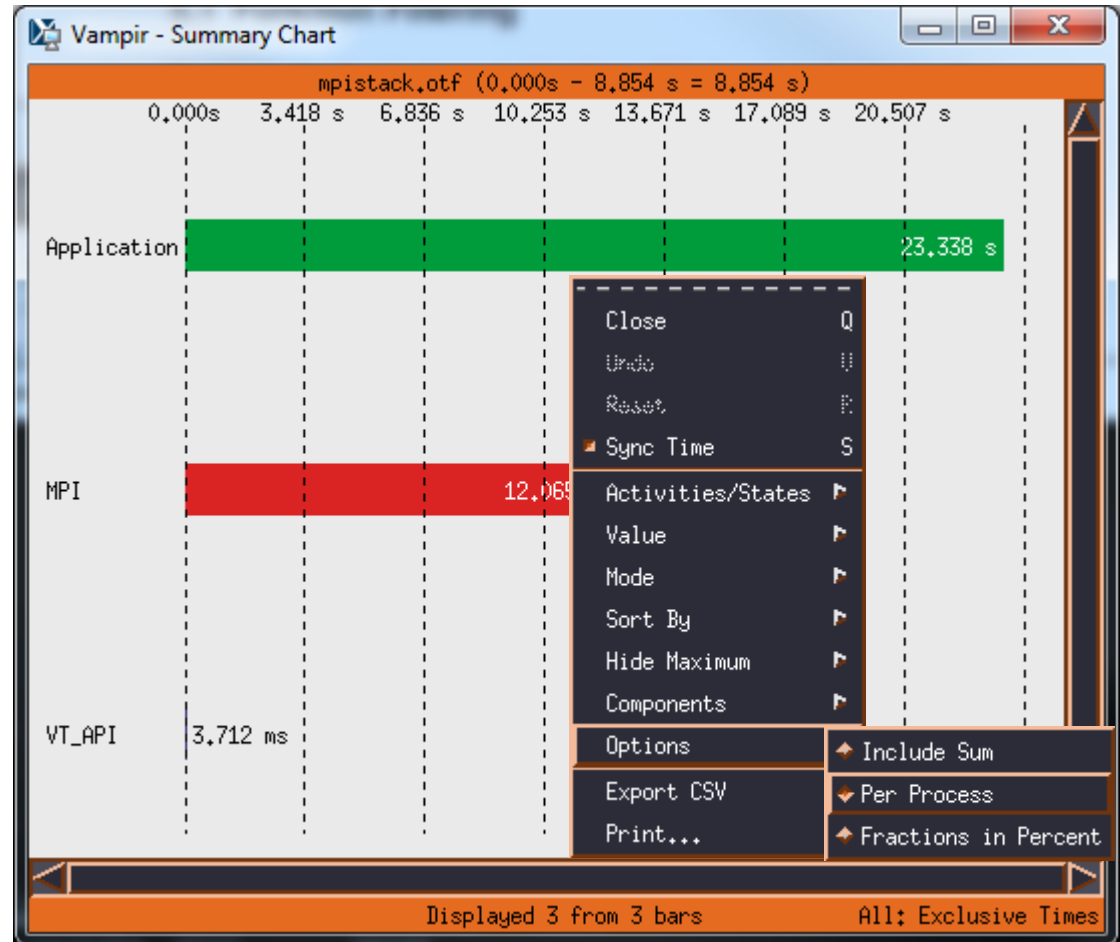 Vampir - Summary Chart
mpistack.otf (0.000s - 8.854 s = 8.854 s)
0.000s 3.418 s 6.836 s 10.253 s 13.671 s 17.089 s 20.507 s
Application 23.338 s
Close Q
Undo U
Reset R
Sync Time S
MPI 12.065
Activities/States
Value
Mode
Sort By
Hide Maximum
Components
VT_API 3.712 ms
Options
Include Sum
Export CSV
Per Process
Print...
Fractions in Percent
Displayed 3 from 3 bars All: Exclusive Times